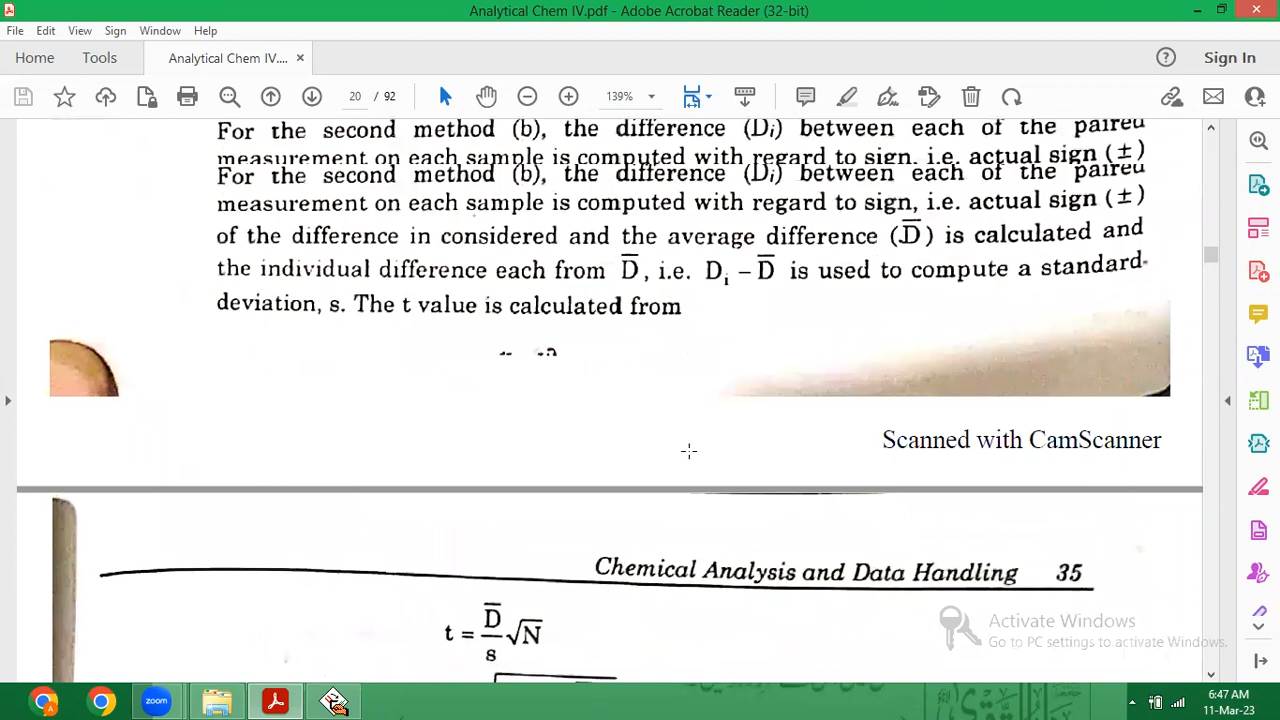 Analytical Chem IV.pdf - Adobe Acrobat Reader (32-bit)
File Edit View Sign Window Help
Home Tools Analytical Chem IV.... × Sign In
20 / 92 139%
For the second method (b), the difference (Di) between each of the paired
measurement on each sample is computed with regard to sign, i.e. actual sign (±)
For the second method (b), the difference (Di) between each of the paired
measurement on each sample is computed with regard to sign, i.e. actual sign (±)
of the difference in considered and the average difference (D̅) is calculated and
the individual difference each from D̅, i.e. Di – D̅ is used to compute a standard
deviation, s. The t value is calculated from
Scanned with CamScanner
Chemical Analysis and Data Handling 35
t = D̅/s √N
Activate Windows
Go to PC settings to activate Windows.
zoom
6:47 AM
11-Mar-23